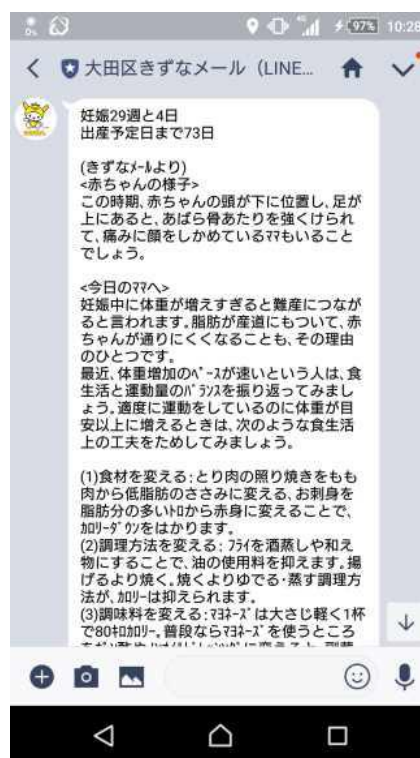 97% 10:28
大田区きずなメール（LINE...
妊娠29週と4日
出産予定日まで73日
(きずなﾒｰﾙより)
<赤ちゃんの様子>
この時期､赤ちゃんの頭が下に位置し､足が
上にあると､あばら骨あたりを強くけられ
て､痛みに顔をしかめているﾏﾏもいること
でしょう｡
<今日のﾏﾏへ>
妊娠中に体重が増えすぎると難産につなが
ると言われます｡脂肪が産道にもついて､赤
ちゃんが通りにくくなることも､その理由
のひとつです｡
最近､体重増加のﾍﾟｰｽが速いという人は､食
生活と運動量のﾊﾞﾗﾝｽを振り返ってみまし
ょう｡適度に運動をしているのに体重が目
安以上に増えるときは､次のような食生活
上の工夫をためしてみましょう｡
(1)食材を変える:とり肉の照り焼きをもも
肉から低脂肪のささみに変える､お刺身を
脂肪分の多いﾄﾛから赤身に変えることで､
ｶﾛﾘｰﾀﾞｳﾝをはかります｡
(2)調理方法を変える: ﾌﾗｲを酒蒸しや和え
物にすることで､油の使用料を抑えます｡揚
げるより焼く｡焼くよりゆでる･蒸す調理方
法が､ｶﾛﾘｰは抑えられます｡
(3)調味料を変える:ﾏﾖﾈｰｽﾞは大さじ軽く1杯
で80ｷﾛｶﾛﾘｰ｡普段ならﾏﾖﾈｰｽﾞを使うところ